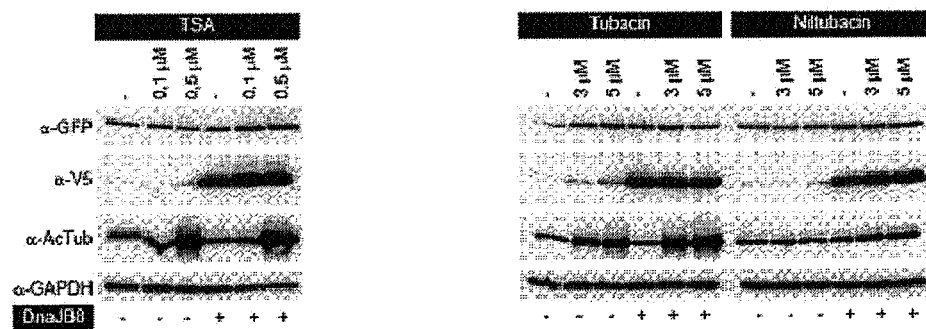 TSA Tubacin Niltubacin
- 0,1 µM 0,5 µM - 0,1 µM 0.5 µM - 3 µM 5 µM - 3 µM 5 µM - 3 µM 5 µM - 3 µM 5 µM
α-GFP
α-V5
α-AcTub
α-GAPDH
DnaJB8 - - - + + + - - - + + + - - - + + +